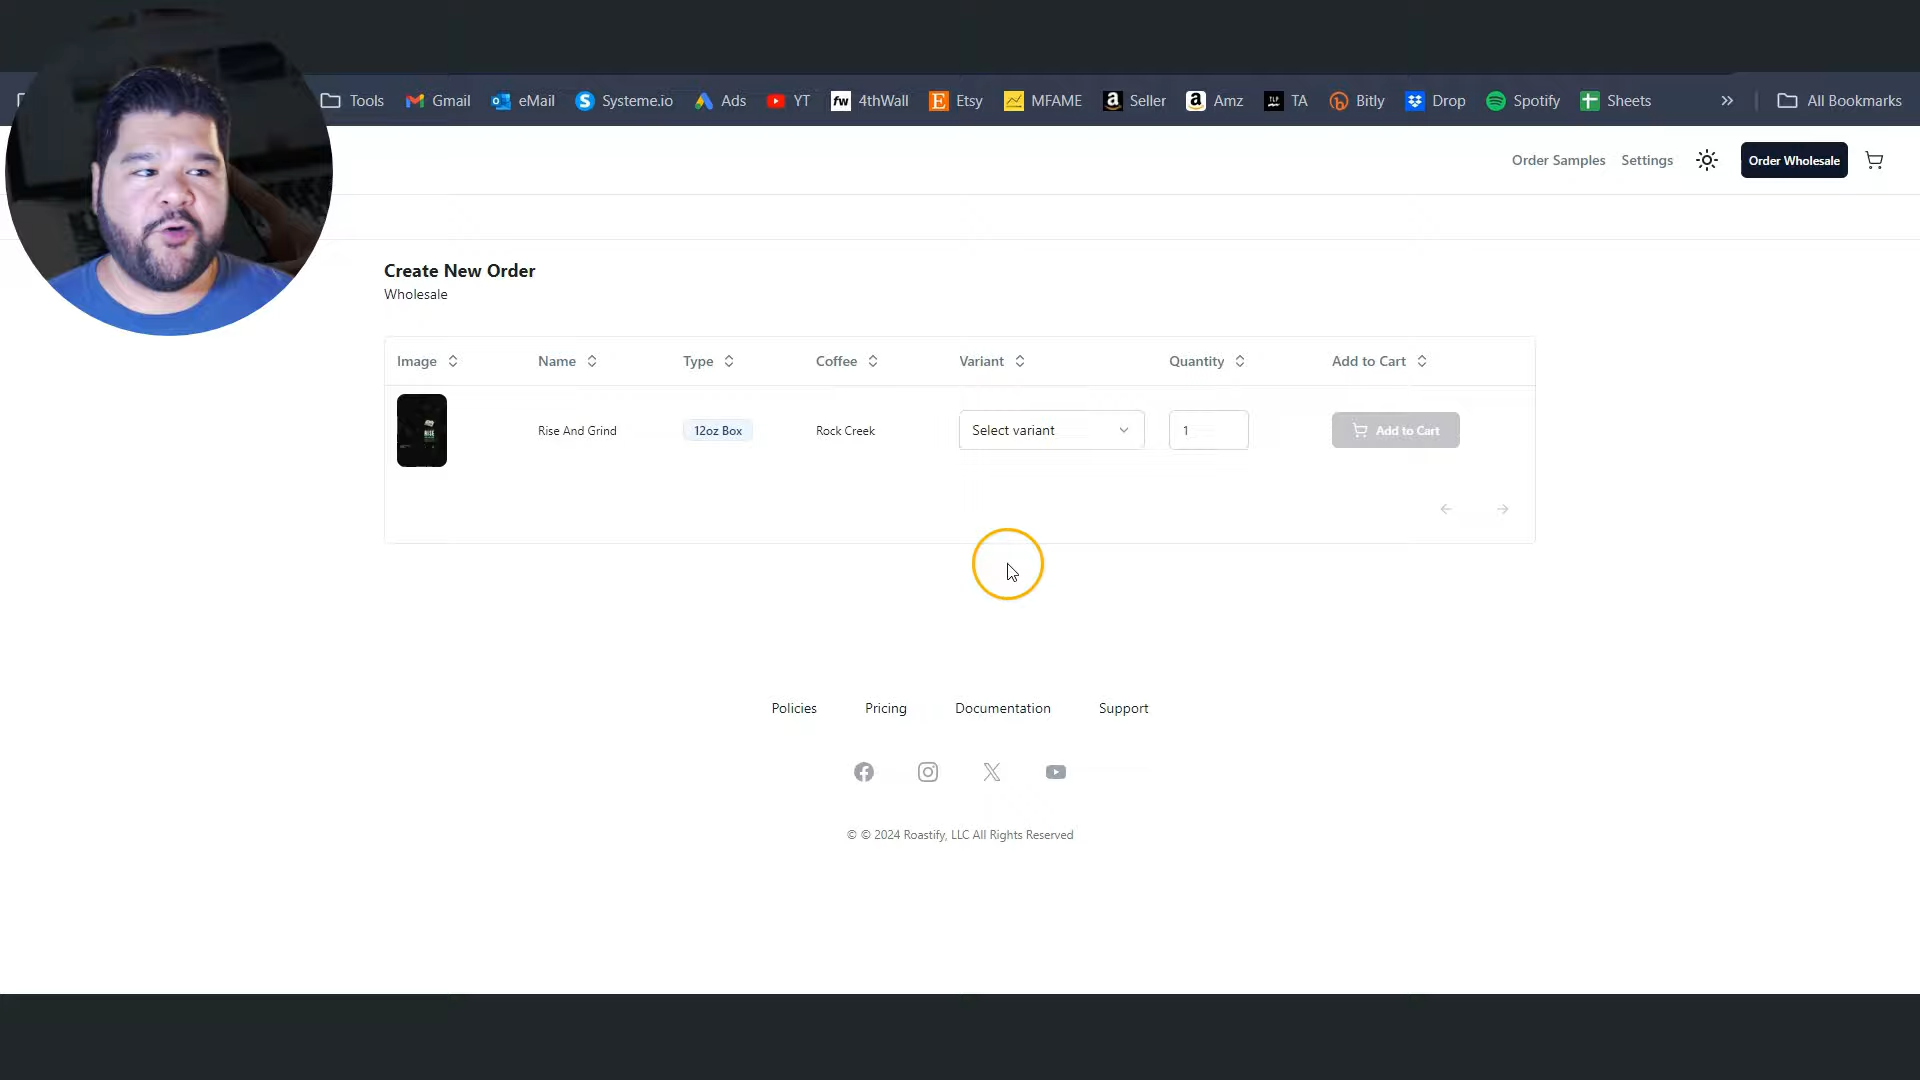 Tools Gmail eMail Systeme.io Ads YT fw 4thWall E Etsy MFAME a Seller a Amz TA Bitly Drop Spotify Sheets » All Bookmarks
Order Samples Settings Order Wholesale
Create New Order
Wholesale
Image Name Type Coffee Variant Quantity Add to Cart
Rise And Grind 12oz Box Rock Creek Select variant 1 Add to Cart
Policies Pricing Documentation Support
© © 2024 Roastify, LLC All Rights Reserved